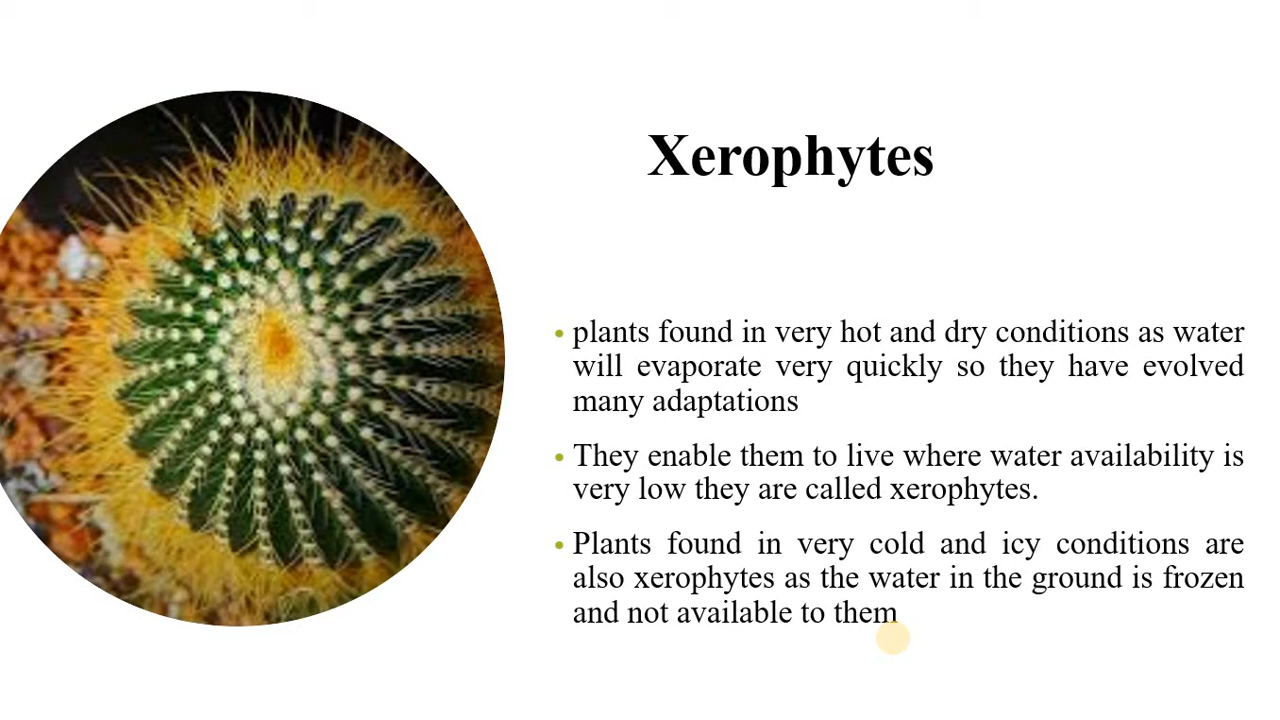 Xerophytes
• plants found in very hot and dry conditions as water
will evaporate very quickly so they have evolved
many adaptations
• They enable them to live where water availability is
very low they are called xerophytes.
• Plants found in very cold and icy conditions are
also xerophytes as the water in the ground is frozen
and not available to them